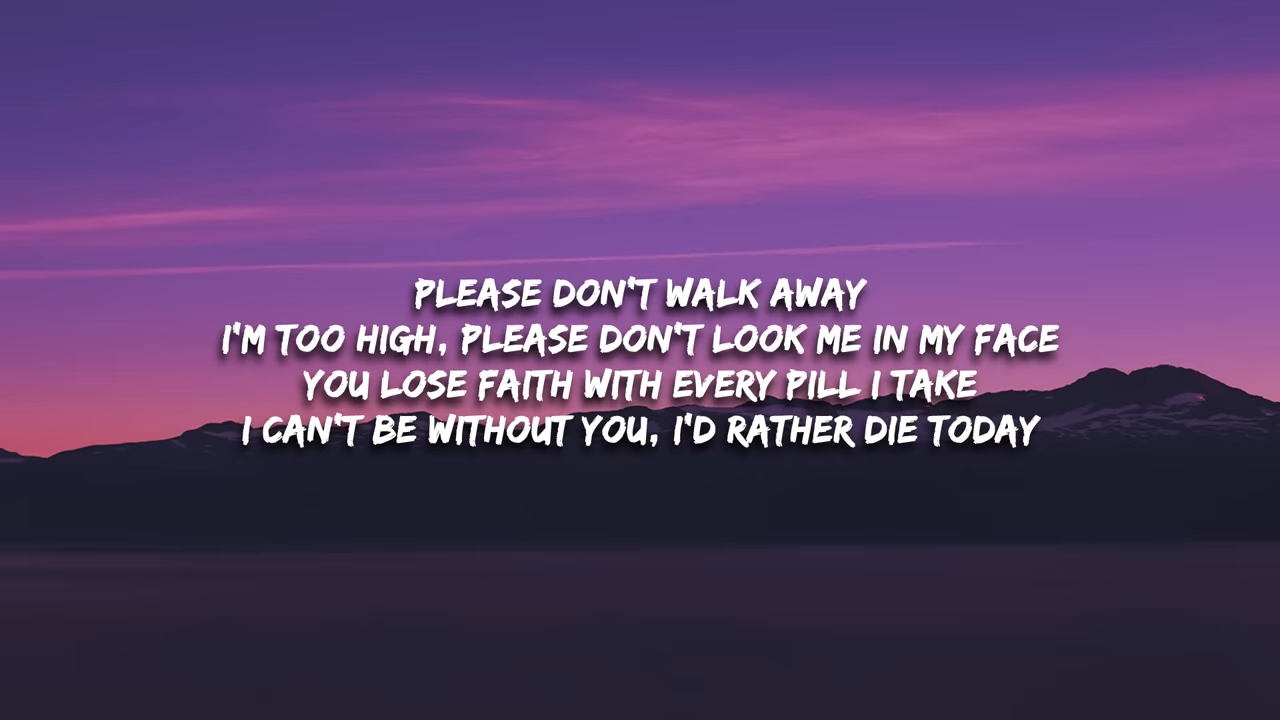 PLEASE DON'T WALK AWAY
I'M TOO HIGH, PLEASE DON'T LOOK ME IN MY FACE
YOU LOSE FAITH WITH EVERY PILL I TAKE
I CAN'T BE WITHOUT YOU, I'D RATHER DIE TODAY